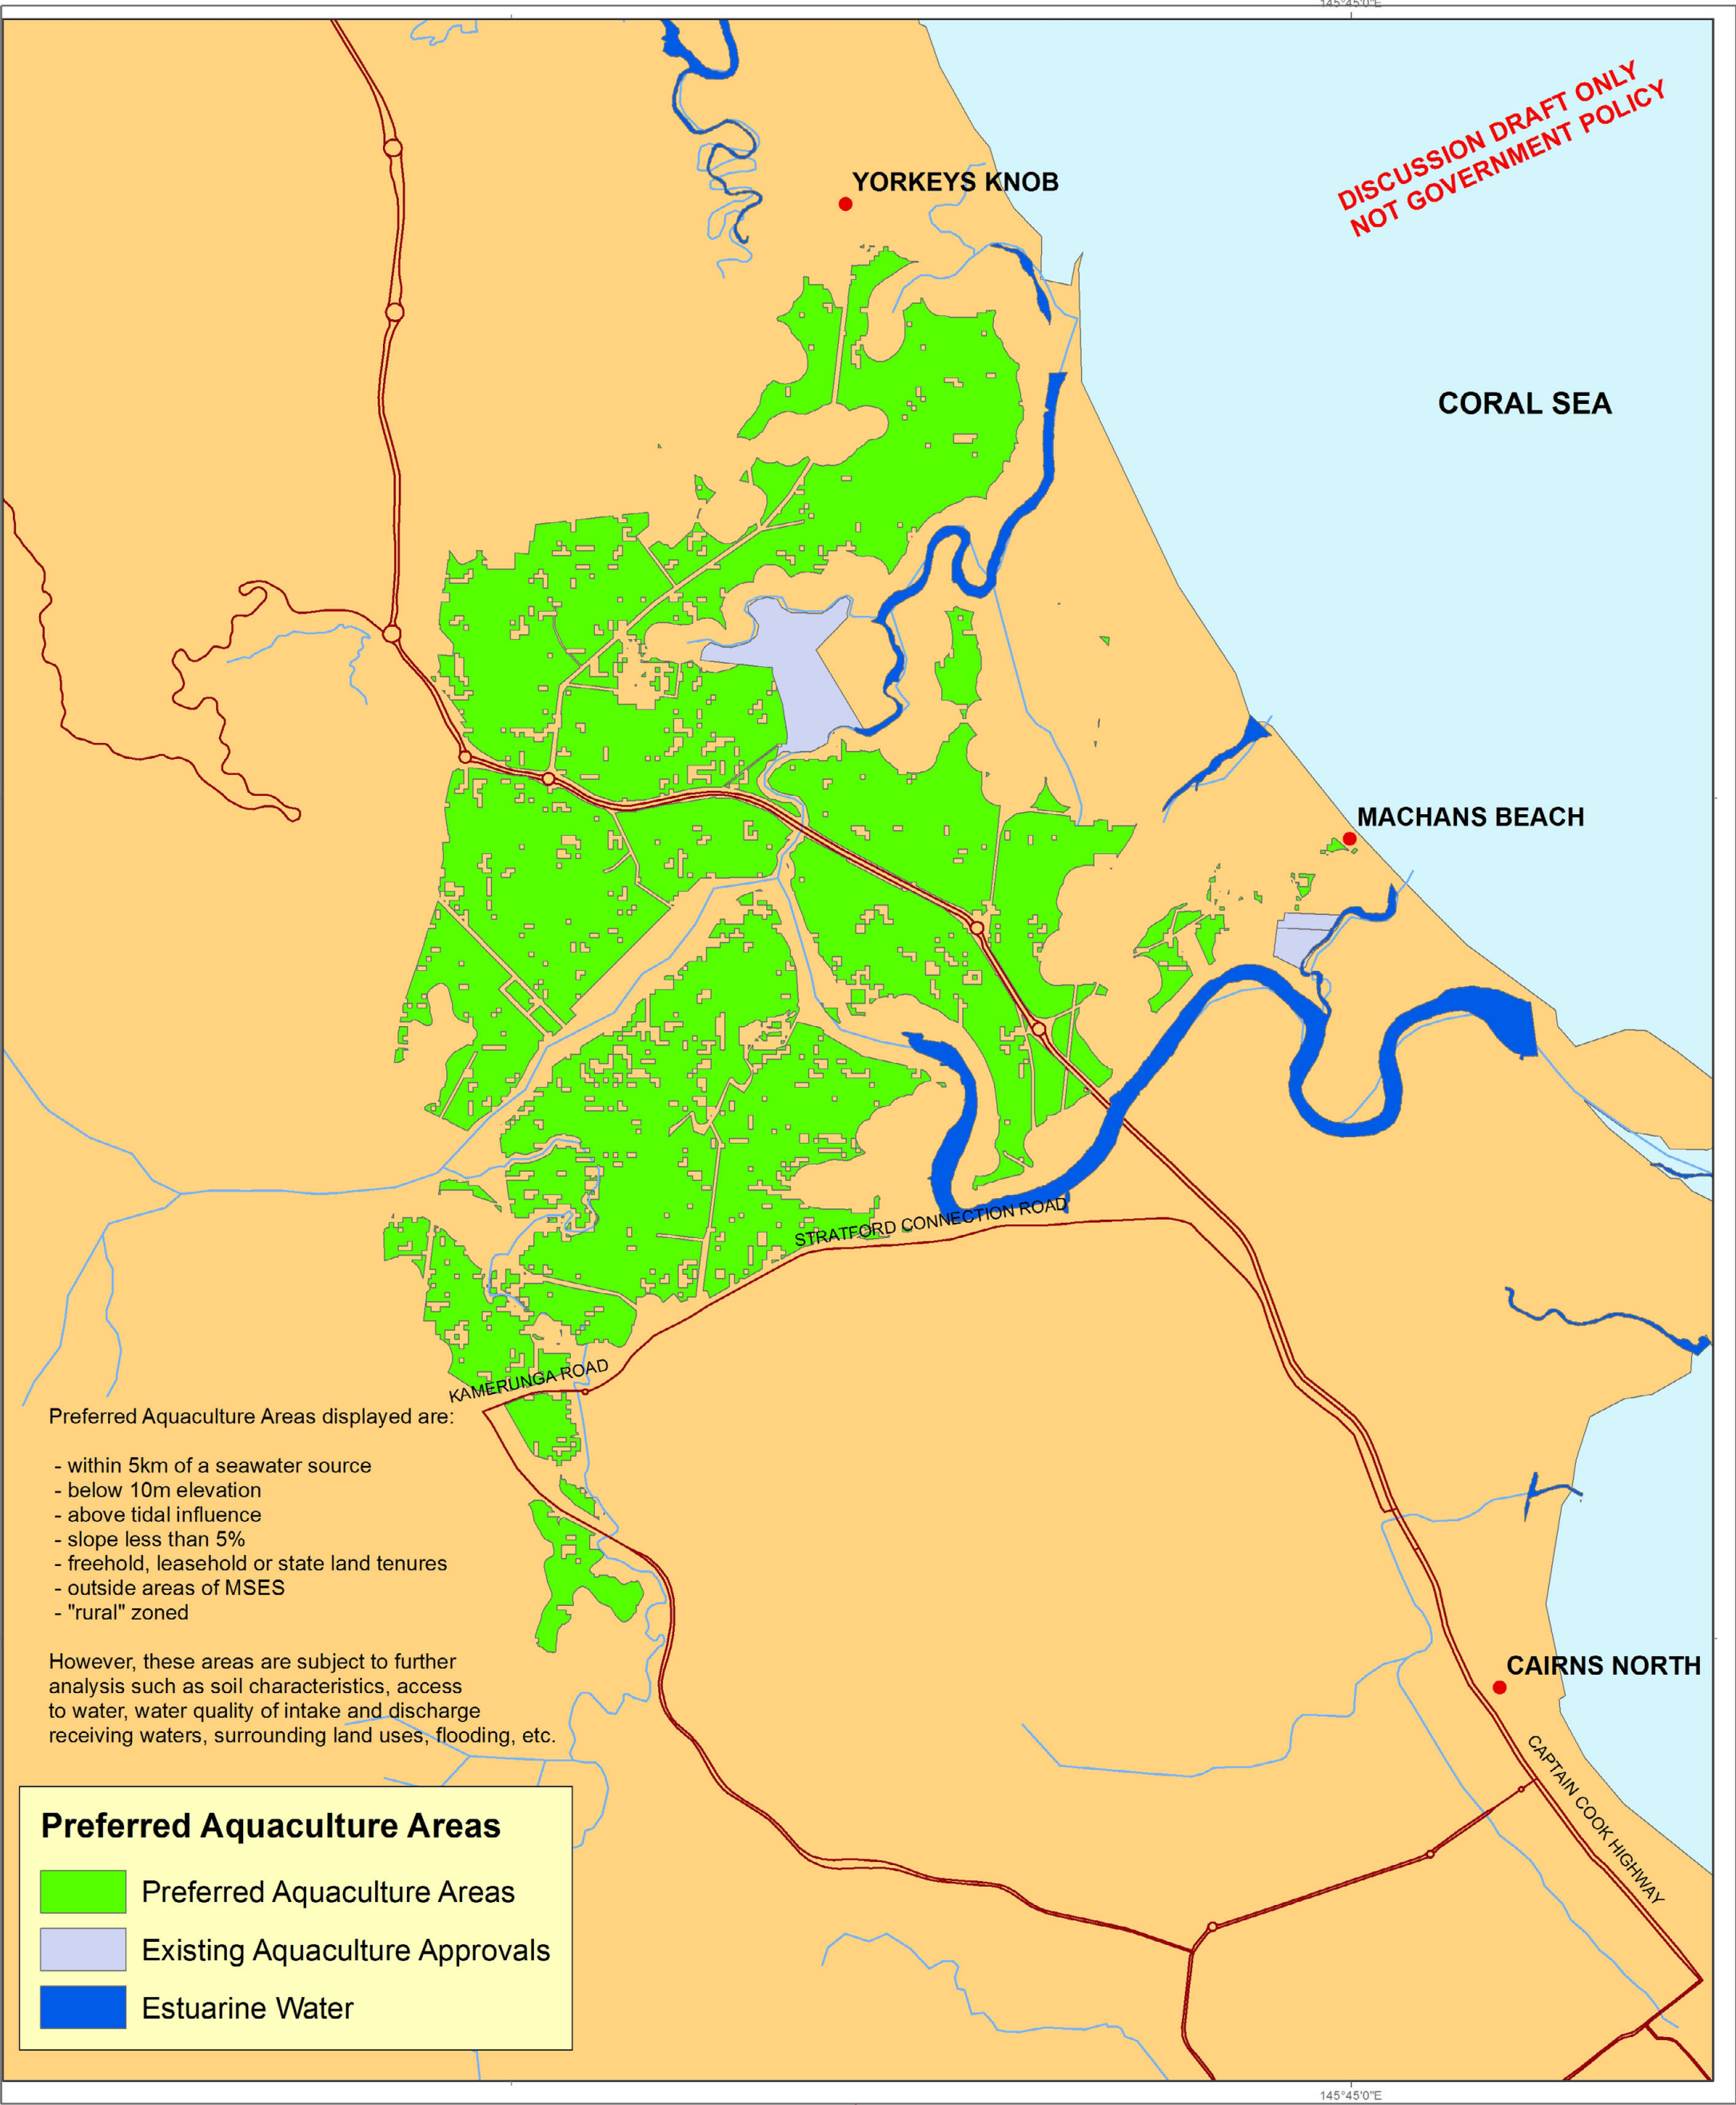 145°45'0"E
DISCUSSION DRAFT ONLY
NOT GOVERNMENT POLICY
YORKEYS KNOB
CORAL SEA
MACHANS BEACH
STRATFORD CONNECTION ROAD
KAMERUNGA ROAD
Preferred Aquaculture Areas displayed are:
- within 5km of a seawater source
- below 10m elevation
- above tidal influence
- slope less than 5%
- freehold, leasehold or state land tenures
- outside areas of MSES
- "rural" zoned
However, these areas are subject to further
analysis such as soil characteristics, access
to water, water quality of intake and discharge
receiving waters, surrounding land uses, flooding, etc.
CAIRNS NORTH
CAPTAIN COOK HIGHWAY
Preferred Aquaculture Areas
Preferred Aquaculture Areas
Existing Aquaculture Approvals
Estuarine Water
145°45'0"E